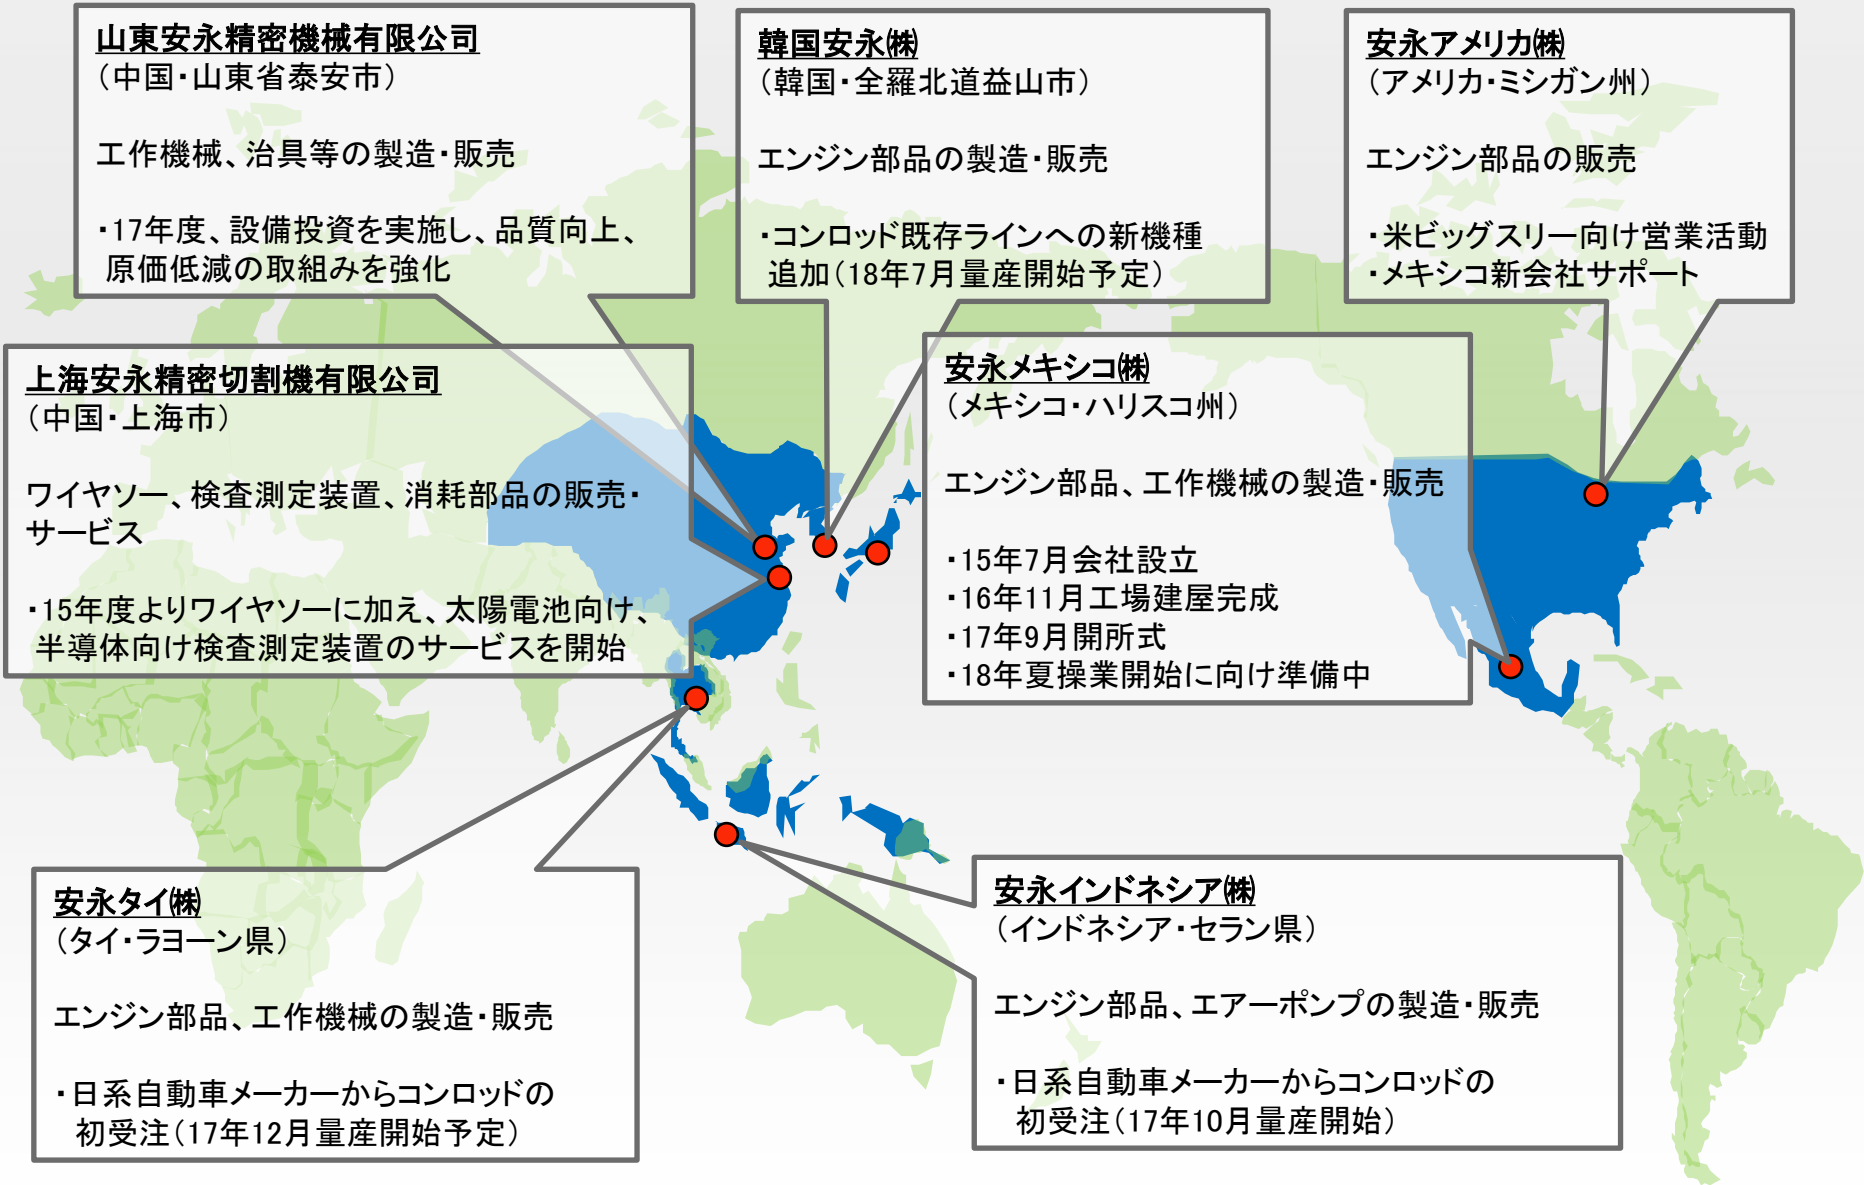 山東安永精密機械有限公司
（中国・山東省泰安市）
工作機械、治具等の製造・販売
・17年度、設備投資を実施し、品質向上、
原価低減の取組みを強化
韓国安永㈱
（韓国・全羅北道益山市）
エンジン部品の製造・販売
・コンロッド既存ラインへの新機種
追加（18年7月量産開始予定）
安永アメリカ㈱
（アメリカ・ミシガン州）
エンジン部品の販売
・米ビッグスリー向け営業活動
・メキシコ新会社サポート
上海安永精密切割機有限公司
（中国・上海市）
ワイヤソー、検査測定装置、消耗部品の販売・
サービス
・15年度よりワイヤソーに加え、太陽電池向け、
半導体向け検査測定装置のサービスを開始
安永メキシコ㈱
（メキシコ・ハリスコ州）
エンジン部品、工作機械の製造・販売
・15年7月会社設立
・16年11月工場建屋完成
・17年9月開所式
・18年夏操業開始に向け準備中
安永タイ㈱
（タイ・ラヨーン県）
エンジン部品、工作機械の製造・販売
・日系自動車メーカーからコンロッドの
初受注（17年12月量産開始予定）
安永インドネシア㈱
（インドネシア・セラン県）
エンジン部品、エアーポンプの製造・販売
・日系自動車メーカーからコンロッドの
初受注（17年10月量産開始）